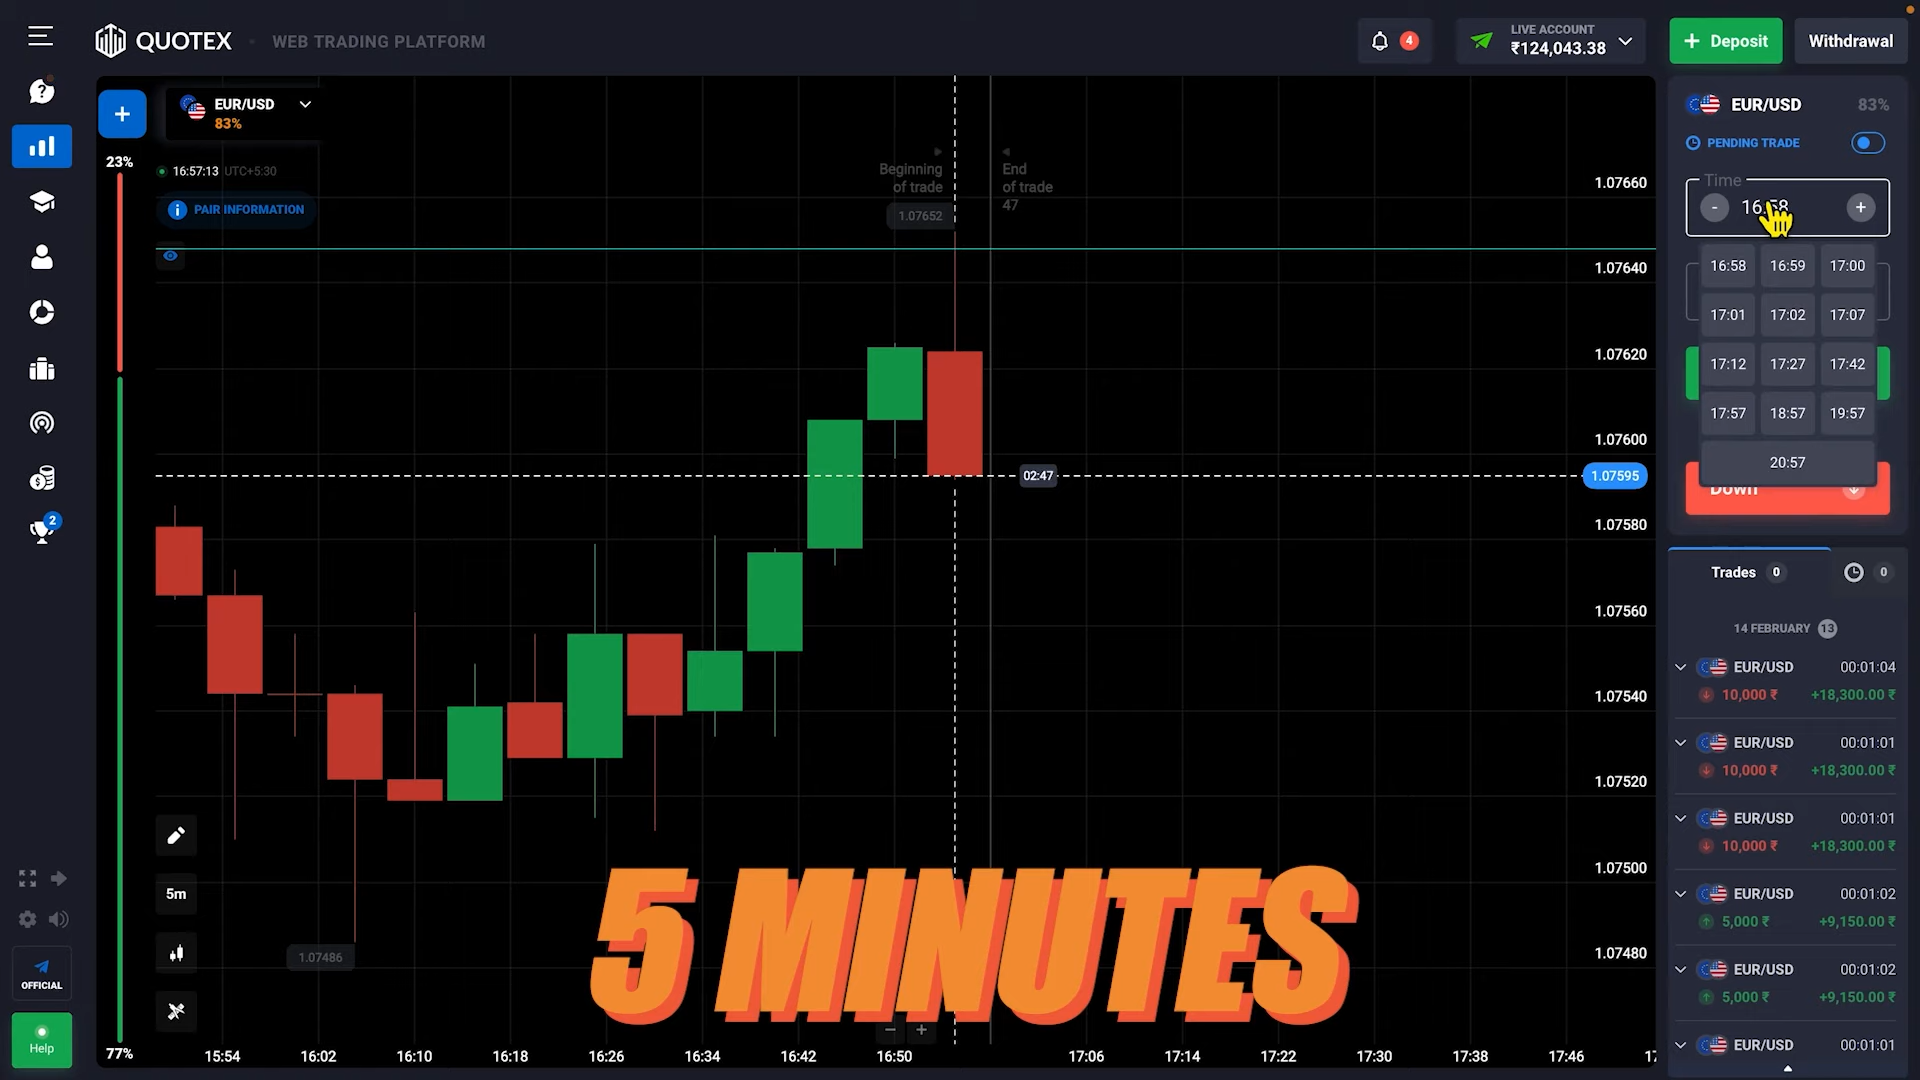 QUOTEX
WEB TRADING PLATFORM
4
LIVE ACCOUNT
₹124,043.38
+ Deposit
Withdrawal
EUR/USD
83%
23%
16:57:13 UTC+5:30
PAIR INFORMATION
Beginning
of trade
End
of trade
47
1.07652
1.07660
1.07640
1.07620
1.07600
02:47
1.07595
1.07580
1.07560
1.07540
1.07520
1.07500
1.07480
1.07486
5m
5 MINUTES
77%
15:54
16:02
16:10
16:18
16:26
16:34
16:42
16:50
17:06
17:14
17:22
17:30
17:38
17:46
2
OFFICIAL
Help
EUR/USD 83%
PENDING TRADE
Time
- 16:58 +
16:58 16:59 17:00
17:01 17:02 17:07
17:12 17:27 17:42
17:57 18:57 19:57
20:57
Down
Trades 0
0
14 FEBRUARY 13
EUR/USD 00:01:04
10,000 ₹ +18,300.00 ₹
EUR/USD 00:01:01
10,000 ₹ +18,300.00 ₹
EUR/USD 00:01:01
10,000 ₹ +18,300.00 ₹
EUR/USD 00:01:02
5,000 ₹ +9,150.00 ₹
EUR/USD 00:01:02
5,000 ₹ +9,150.00 ₹
EUR/USD 00:01:01